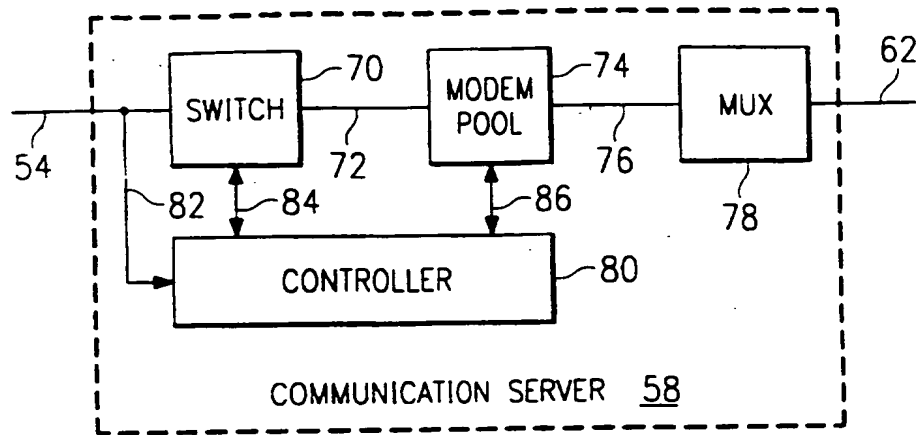 70
74
62
SWITCH
MODEM
POOL
MUX
54
72
76
78
82
84
86
CONTROLLER
80
COMMUNICATION SERVER 58